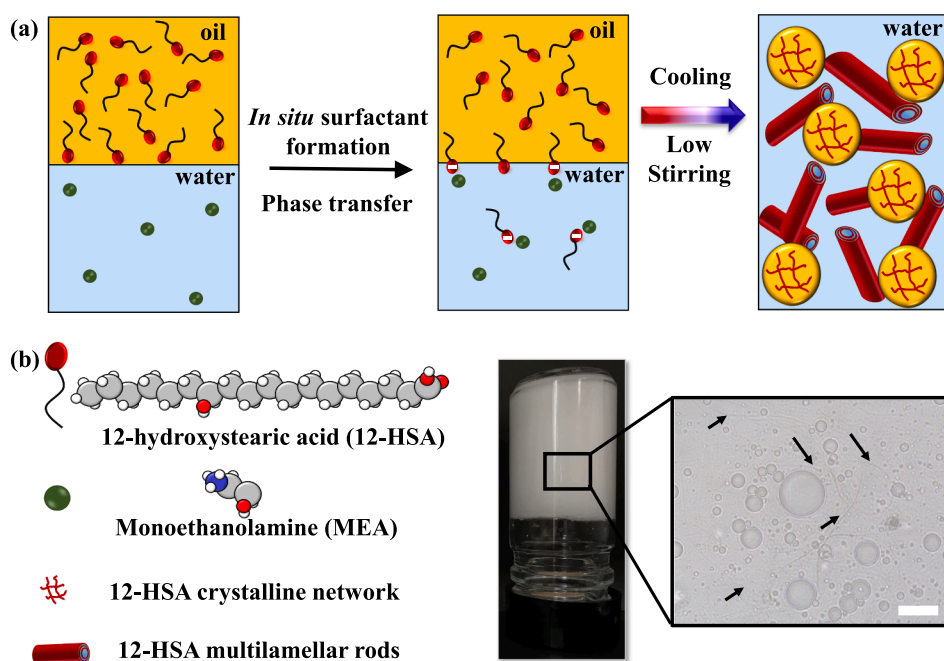 (a)
oil
water
In situ surfactant
formation
Phase transfer
oil
water
Cooling
Low
Stirring
water
(b)
12-hydroxystearic acid (12-HSA)
Monoethanolamine (MEA)
12-HSA crystalline network
12-HSA multilamellar rods